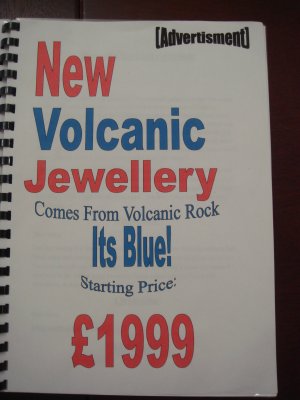 [Advertisment]
New
Volcanic
Jewellery
Comes From Volcanic Rock
Its Blue!
Starting Price:
£1999